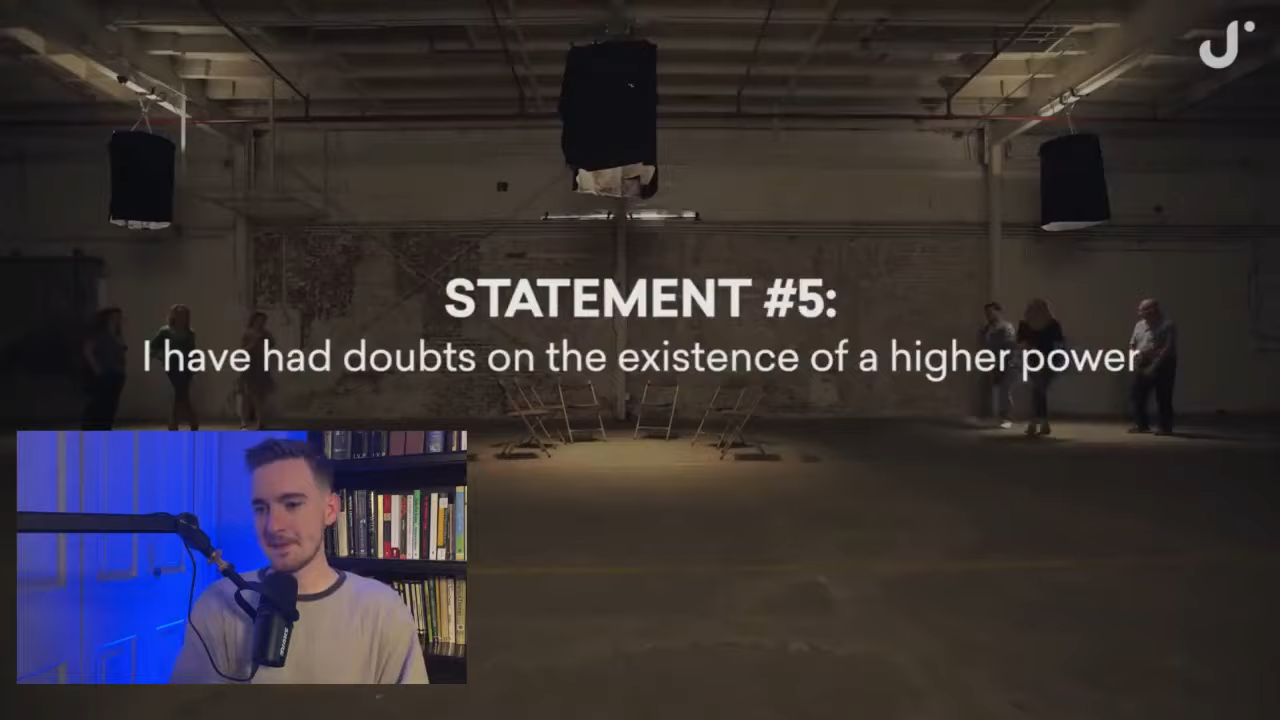 STATEMENT #5:
I have had doubts on the existence of a higher power